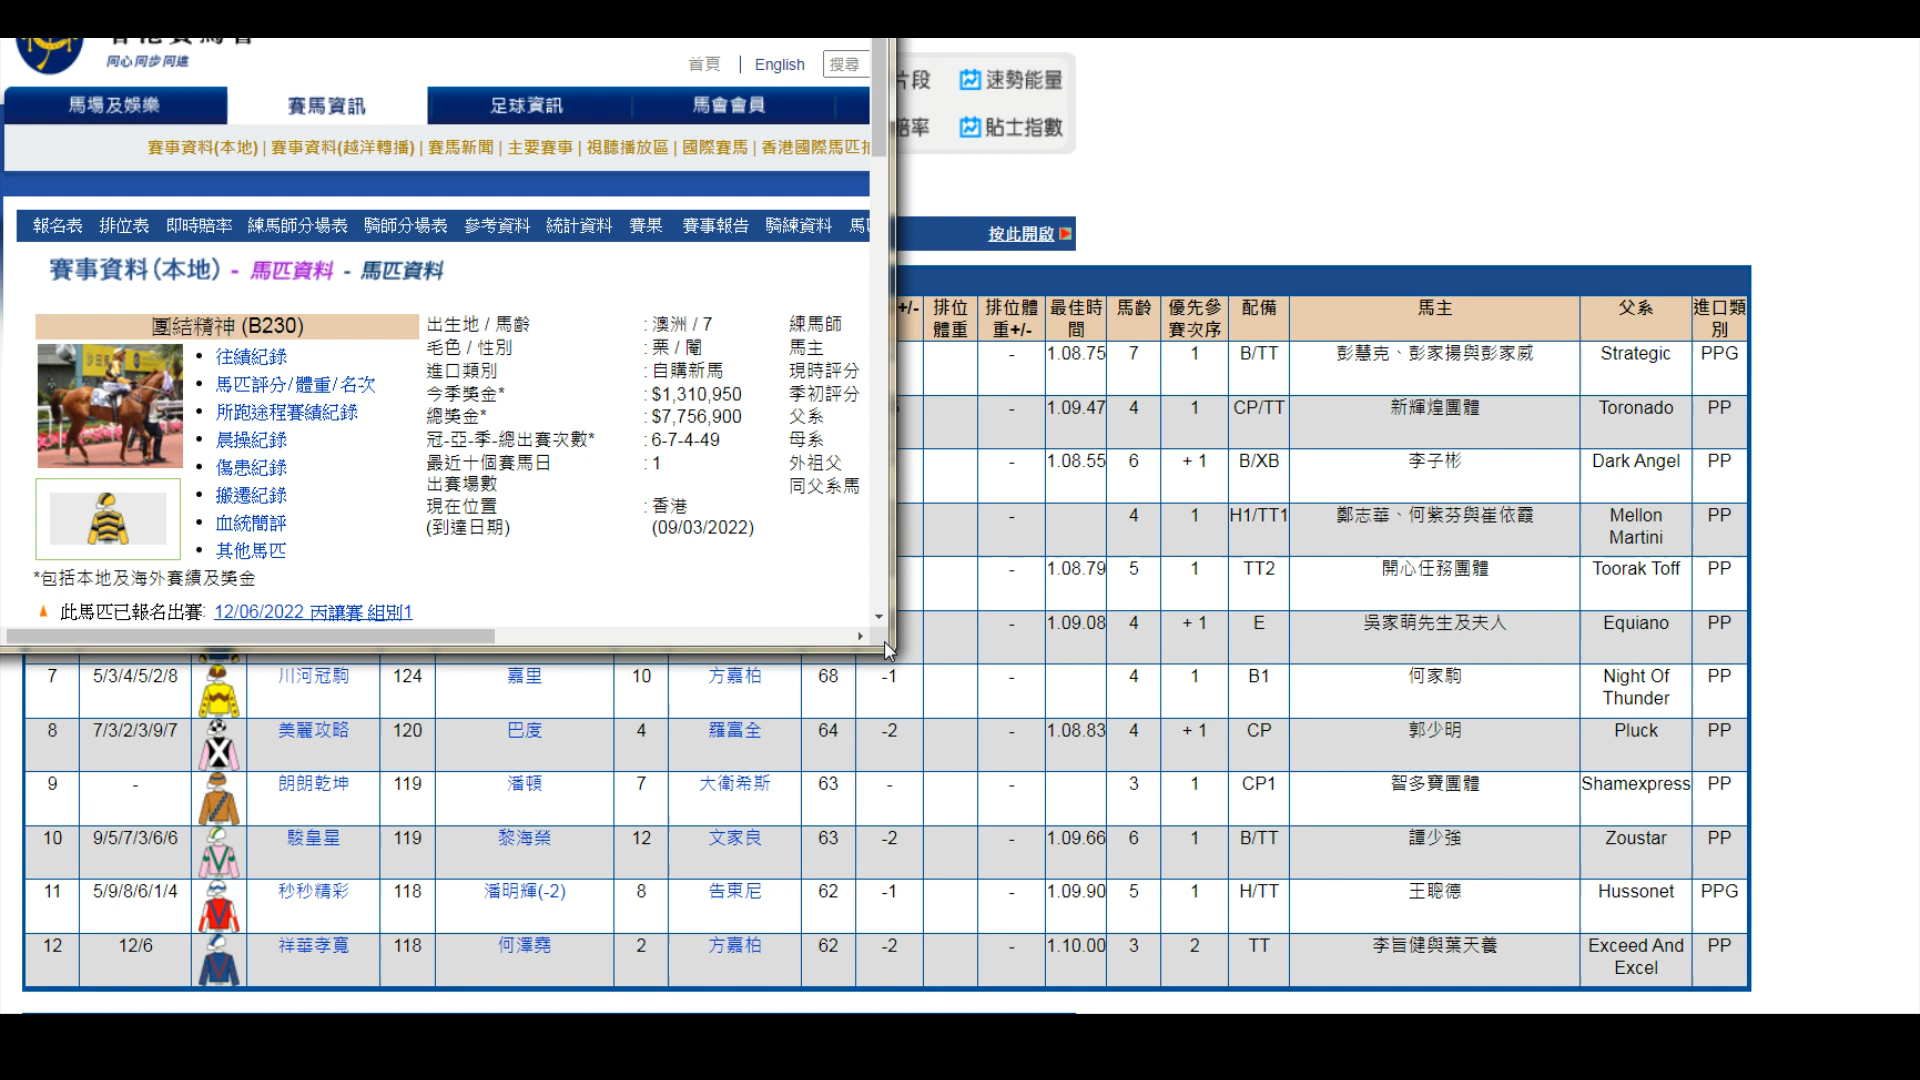 同心同步同進
首頁 | English 搜尋
馬場及娛樂 賽馬資訊 足球資訊 馬會會員
賽事資料(本地) | 賽事資料(越洋轉播) | 賽馬新聞 | 主要賽事 | 視聽播放區 | 國際賽馬 | 香港國際馬匹
報名表 排位表 即時賠率 練馬師分場表 騎師分場表 參考資料 統計資料 賽果 賽事報告 騎練資料 馬
賽事資料(本地) - 馬匹資料 - 馬匹資料
團結精神 (B230)
往績紀錄
馬匹評分/體重/名次
所跑途程賽績紀錄
晨操紀錄
傷患紀錄
搬遷紀錄
血統簡評
其他馬匹
出生地 / 馬齡 : 澳洲 / 7 練馬師
毛色 / 性別 : 栗 / 閹 馬主
進口類別 : 自購新馬 現時評分
今季獎金* : $1,310,950 季初評分
總獎金* : $7,756,900 父系
冠-亞-季-總出賽次數* : 6-7-4-49 母系
最近十個賽馬日 : 1 外祖父
出賽場數 同父系馬
現在位置 : 香港
(到達日期) (09/03/2022)
*包括本地及海外賽績及獎金
此馬匹已報名出賽: 12/06/2022 丙讓賽 組別1
片段 速勢能量
賠率 貼士指數
按此開啟
+/- 排位體重 排位體重+/- 最佳時間 馬齡 優先參賽次序 配備 馬主 父系 進口類別
- 1.08.75 7 1 B/TT 彭慧克、彭家揚與彭家威 Strategic PPG
- 1.09.47 4 1 CP/TT 新輝煌團體 Toronado PP
- 1.08.55 6 + 1 B/XB 李子彬 Dark Angel PP
- 4 1 H1/TT1 鄭志華、何紫芬與崔依霞 Mellon Martini PP
- 1.08.79 5 1 TT2 開心任務團體 Toorak Toff PP
- 1.09.08 4 + 1 E 吳家萌先生及夫人 Equiano PP
7 5/3/4/5/2/8 川河冠駒 124 嘉里 10 方嘉柏 68 -1 - 4 1 B1 何家駒 Night Of Thunder PP
8 7/3/2/3/9/7 美麗攻略 120 巴度 4 羅富全 64 -2 - 1.08.83 4 + 1 CP 郭少明 Pluck PP
9 - 朗朗乾坤 119 潘頓 7 大衛希斯 63 - - 3 1 CP1 智多寶團體 Shamexpress PP
10 9/5/7/3/6/6 駿皇星 119 黎海榮 12 文家良 63 -2 - 1.09.66 6 1 B/TT 譚少強 Zoustar PP
11 5/9/8/6/1/4 秒秒精彩 118 潘明輝(-2) 8 告東尼 62 -1 - 1.09.90 5 1 H/TT 王聰德 Hussonet PPG
12 12/6 祥華孝寬 118 何澤堯 2 方嘉柏 62 -2 - 1.10.00 3 2 TT 李旨健與葉天養 Exceed And Excel PP